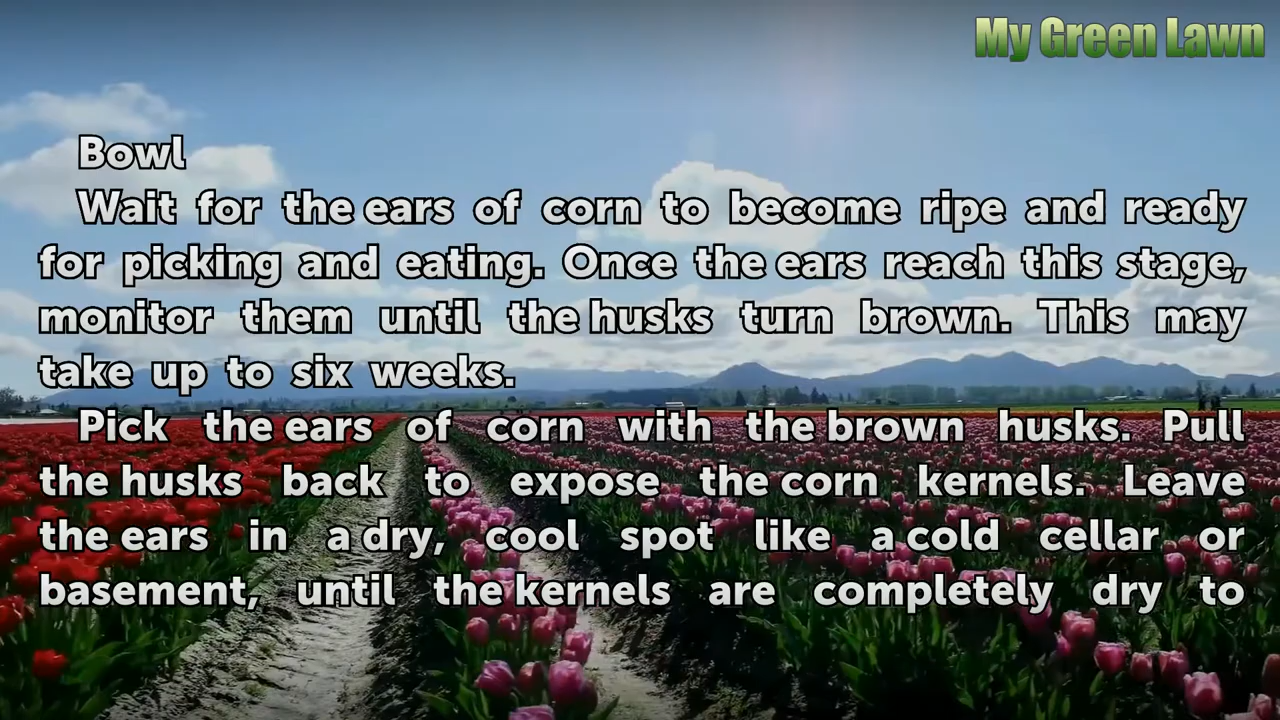 My Green Lawn
Bowl
Wait for the ears of corn to become ripe and ready
for picking and eating. Once the ears reach this stage,
monitor them until the husks turn brown. This may
take up to six weeks.
Pick the ears of corn with the brown husks. Pull
the husks back to expose the corn kernels. Leave
the ears in a dry, cool spot like a cold cellar or
basement, until the kernels are completely dry to